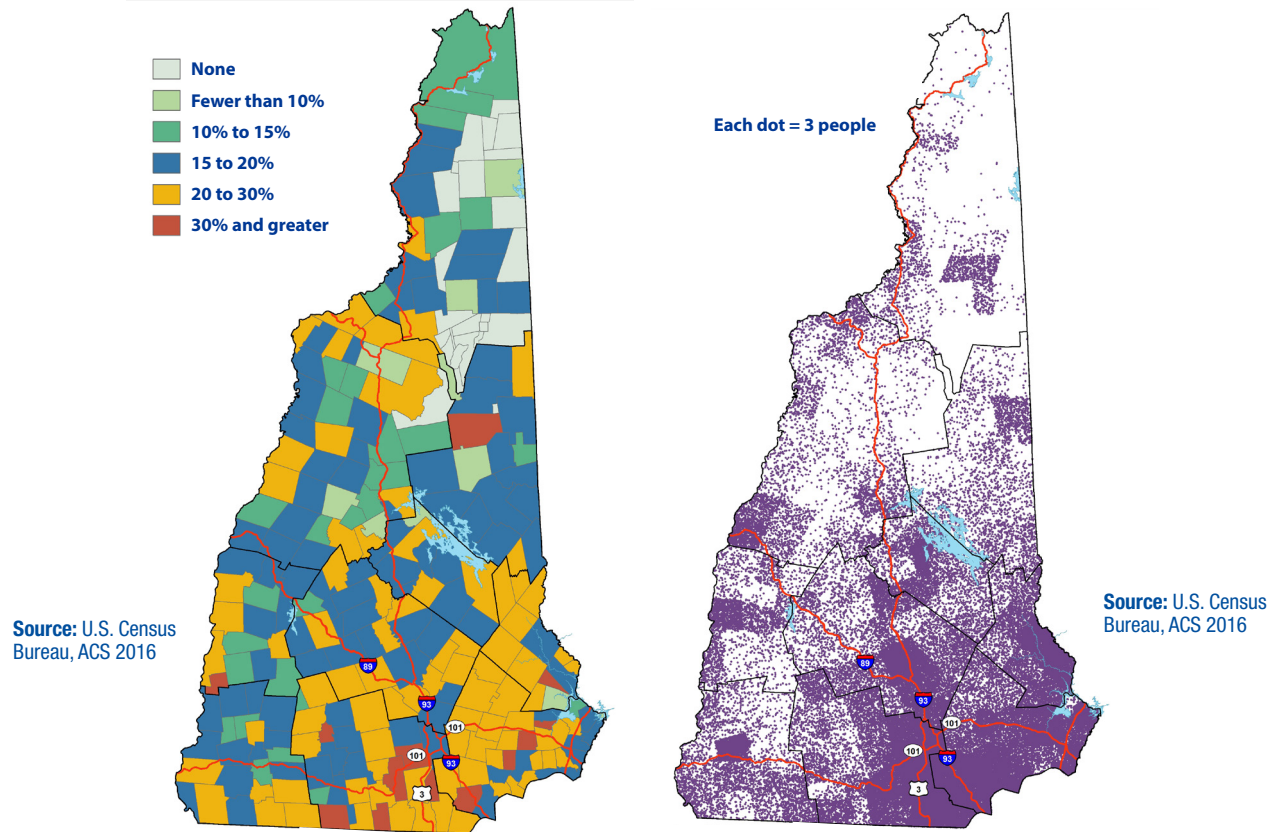 None
Fewer than 10%
10% to 15%
15 to 20%
20 to 30%
30% and greater
Source: U.S. Census
Bureau, ACS 2016
89
93
101
101
93
3
Each dot = 3 people
Source: U.S. Census
Bureau, ACS 2016
89
93
101
101
93
3